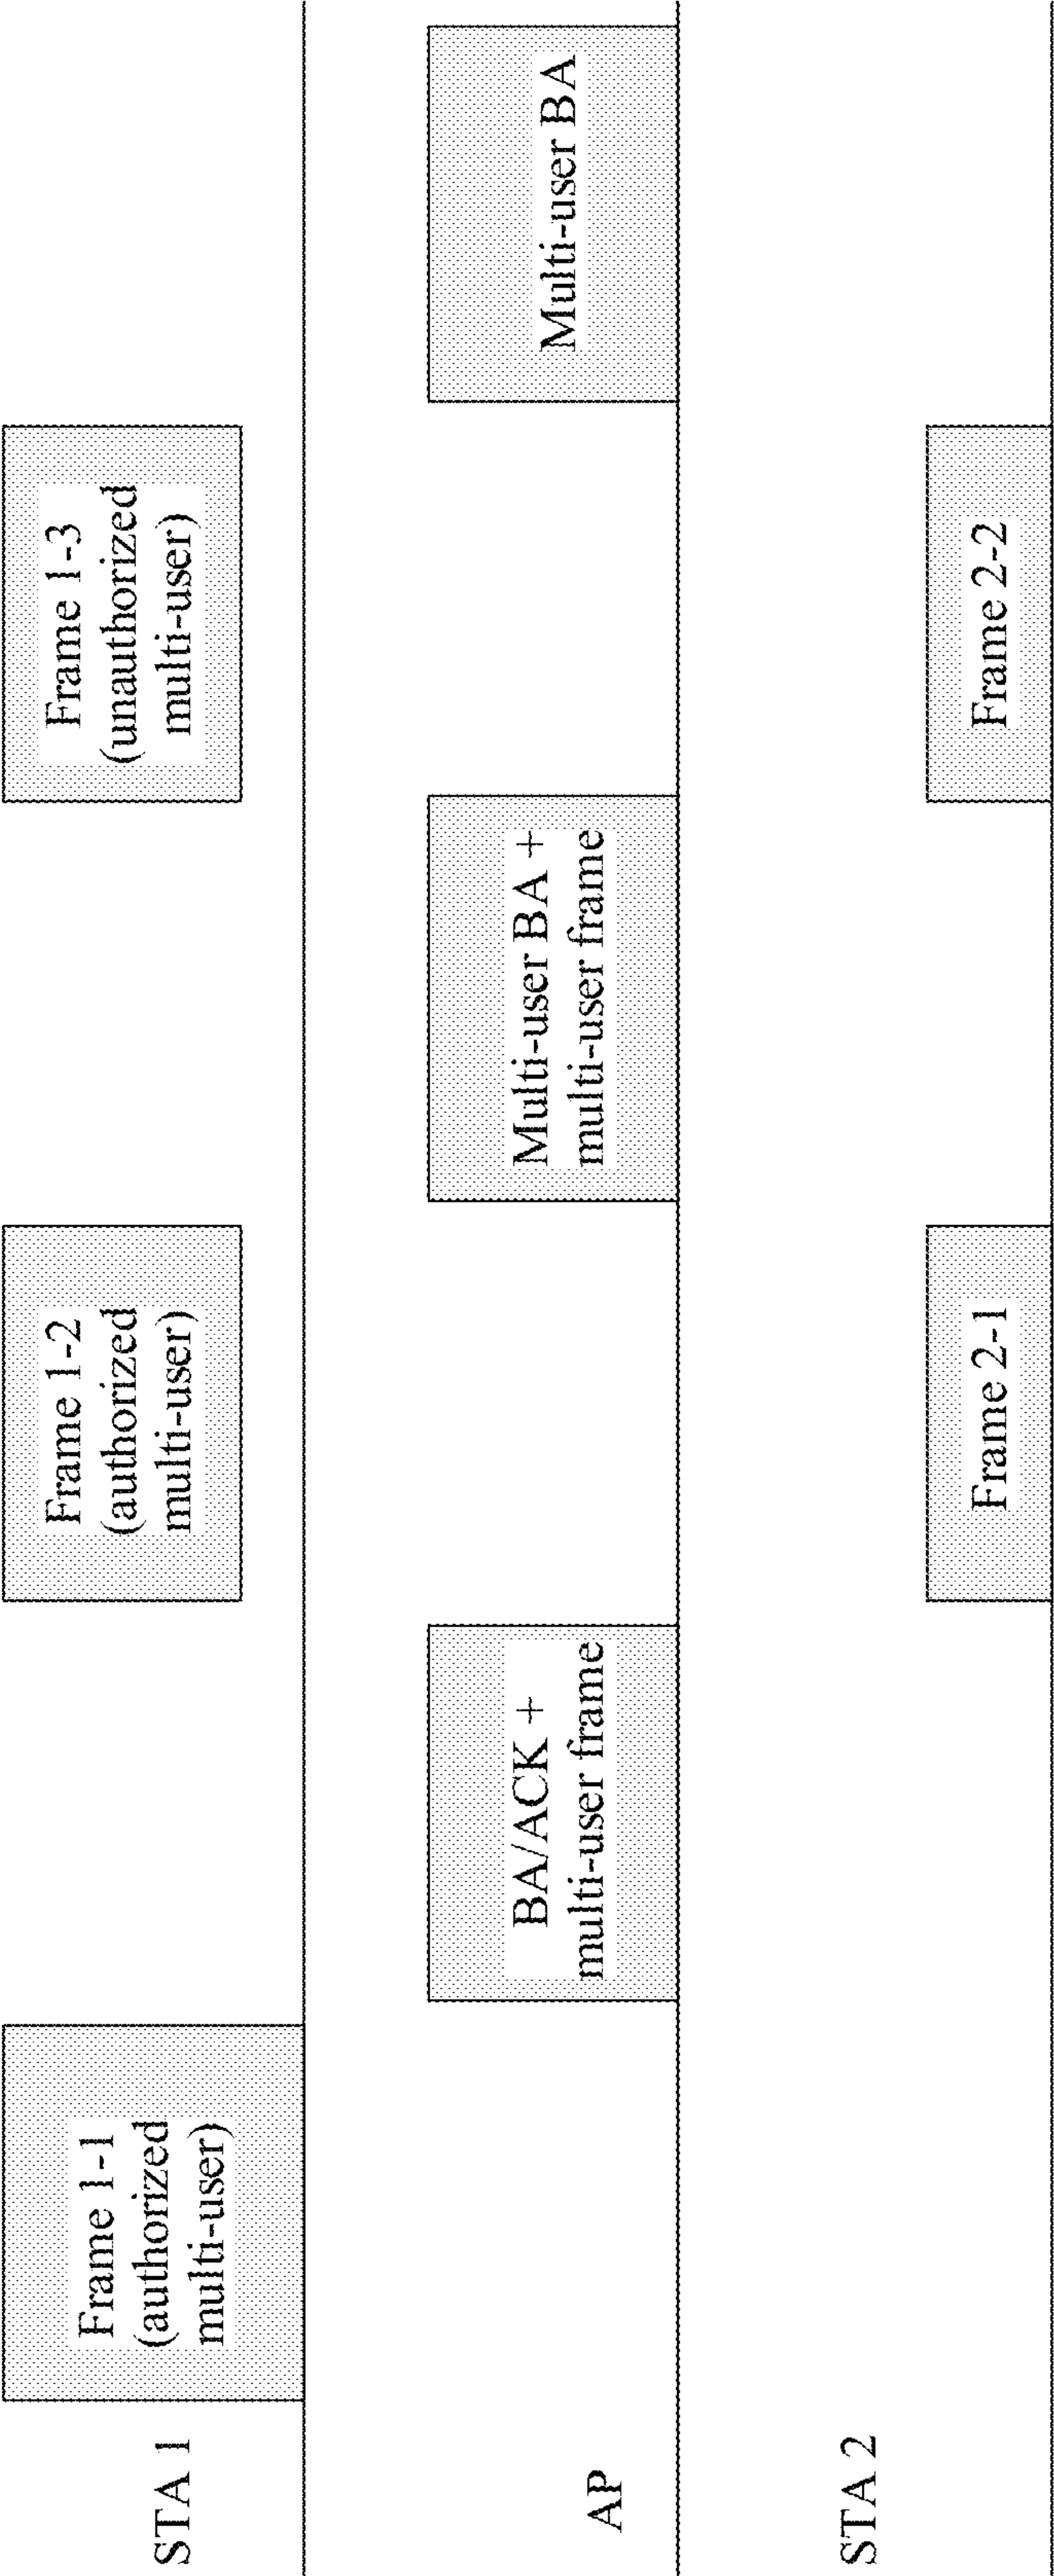 STA 1
Frame 1-1
(authorized
multi-user)
Frame 1-2
(authorized
multi-user)
Frame 1-3
(unauthorized
multi-user)
AP
BA/ACK +
multi-user frame
Multi-user BA +
multi-user frame
Multi-user BA
STA 2
Frame 2-1
Frame 2-2